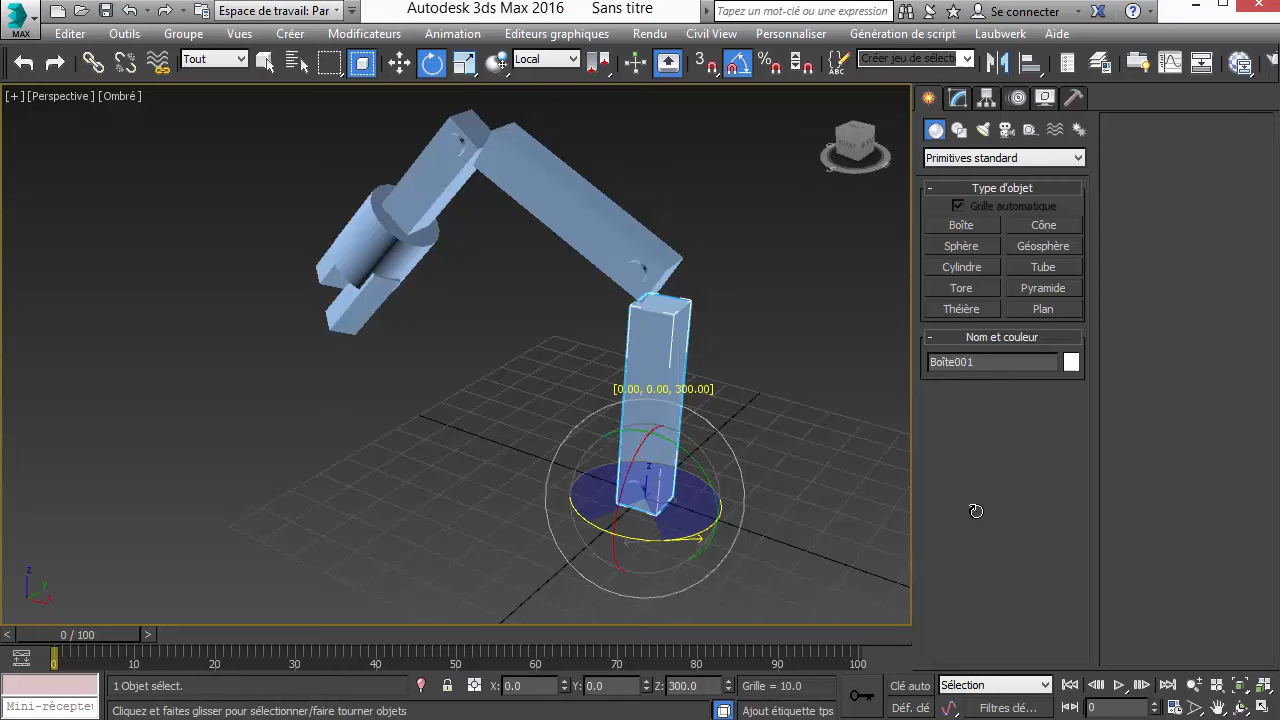 MAX
Espace de travail: Par
Autodesk 3ds Max 2016
Sans titre
Tapez un mot-clé ou une expression
Se connecter
Editer
Outils
Groupe
Vues
Créer
Modificateurs
Animation
Editeurs graphiques
Rendu
Civil View
Personnaliser
Génération de script
Laubwerk
Aide
Tout
Local
3
%
ABC
Créer jeu de sélecti
[+] [Perspective] [Ombré]
Primitives standard
- Type d'objet
Grille automatique
Boîte
Cône
Sphère
Géosphère
Cylindre
Tube
Tore
Pyramide
Théière
Plan
- Nom et couleur
Boîte001
[0.00, 0.00, 300.00]
z
z
y
x
< 0 / 100 >
0
10
20
30
40
50
60
70
80
90
100
1 Objet sélect.
X: 0.0
Y: 0.0
Z: 300.0
Grille = 10.0
Clé auto
Sélection
Mini-récepte
Cliquez et faites glisser pour sélectionner/faire tourner objets
Ajout étiquette tps
Déf. clé
Filtres clé...
0